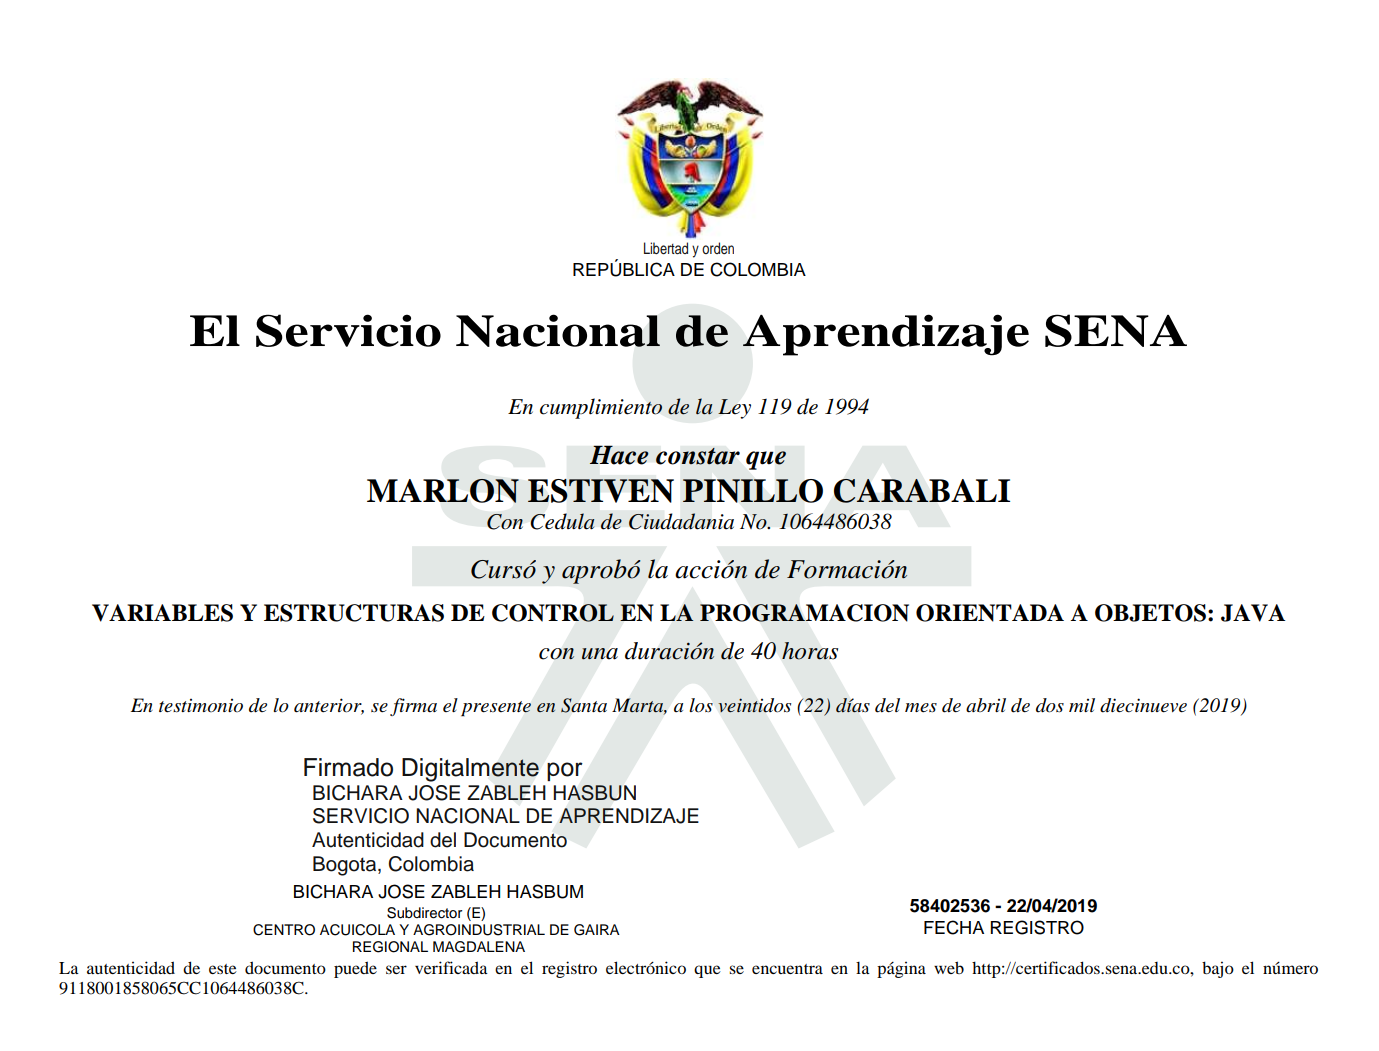 Libertad y Orden
Libertad y orden
REPÚBLICA DE COLOMBIA
El Servicio Nacional de Aprendizaje SENA
En cumplimiento de la Ley 119 de 1994
SENA
Hace constar que
MARLON ESTIVEN PINILLO CARABALI
Con Cedula de Ciudadania No. 1064486038
Cursó y aprobó la acción de Formación
VARIABLES Y ESTRUCTURAS DE CONTROL EN LA PROGRAMACION ORIENTADA A OBJETOS: JAVA
con una duración de 40 horas
En testimonio de lo anterior, se firma el presente en Santa Marta, a los veintidos (22) días del mes de abril de dos mil diecinueve (2019)
Firmado Digitalmente por
BICHARA JOSE ZABLEH HASBUN
SERVICIO NACIONAL DE APRENDIZAJE
Autenticidad del Documento
Bogota, Colombia
BICHARA JOSE ZABLEH HASBUM
Subdirector (E)
CENTRO ACUICOLA Y AGROINDUSTRIAL DE GAIRA
REGIONAL MAGDALENA
58402536 - 22/04/2019
FECHA REGISTRO
La autenticidad de este documento puede ser verificada en el registro electrónico que se encuentra en la página web http://certificados.sena.edu.co, bajo el número
9118001858065CC1064486038C.